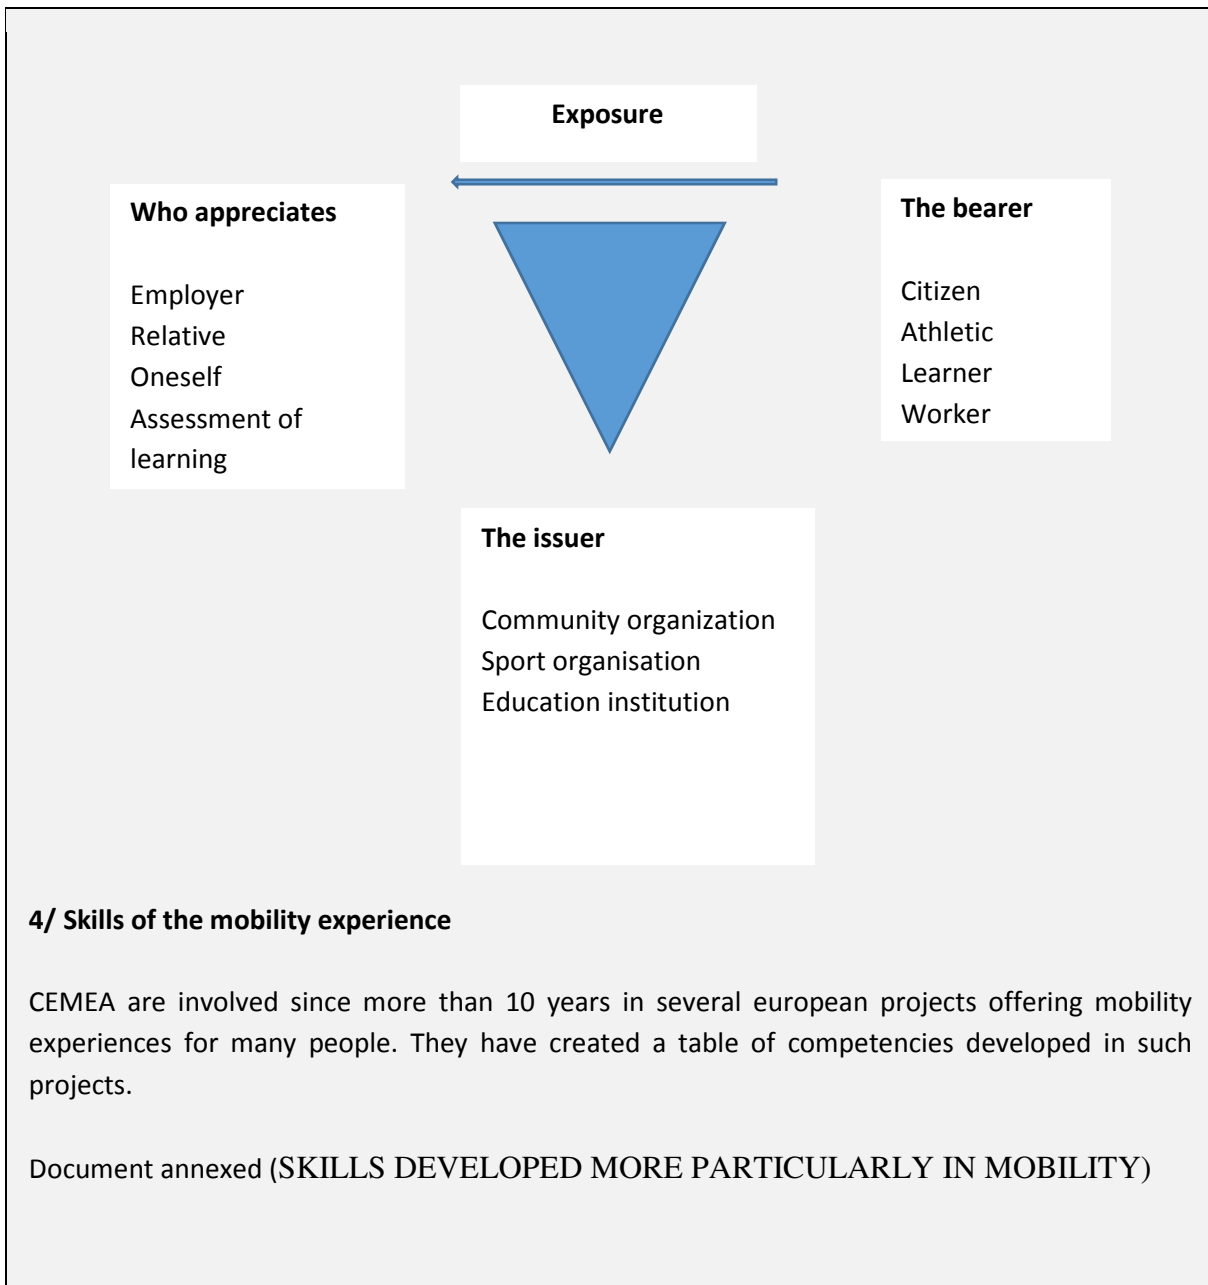 Exposure
Who appreciates
Employer
Relative
Oneself
Assessment of
learning
The bearer
Citizen
Athletic
Learner
Worker
The issuer
Community organization
Sport organisation
Education institution
4/ Skills of the mobility experience
CEMEA are involved since more than 10 years in several european projects offering mobility
experiences for many people. They have created a table of competencies developed in such
projects.
Document annexed (SKILLS DEVELOPED MORE PARTICULARLY IN MOBILITY)